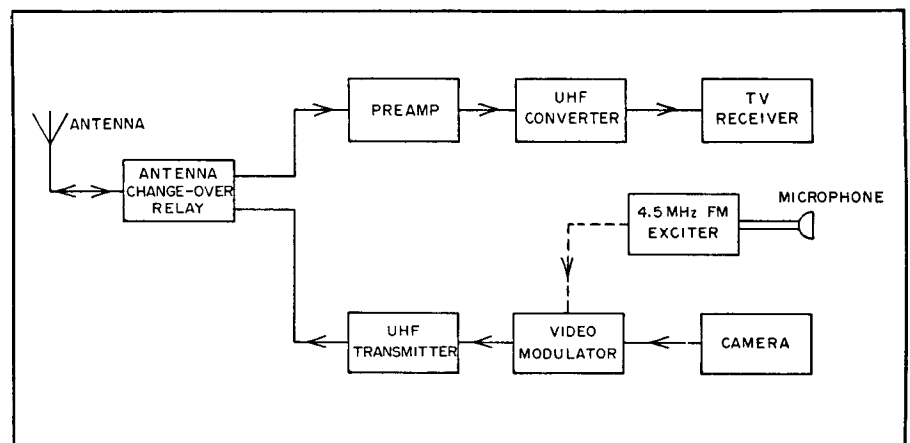 ANTENNA
ANTENNA
CHANGE-OVER
RELAY
PREAMP
UHF
CONVERTER
TV
RECEIVER
MICROPHONE
4.5 MHz FM
EXCITER
UHF
TRANSMITTER
VIDEO
MODULATOR
CAMERA